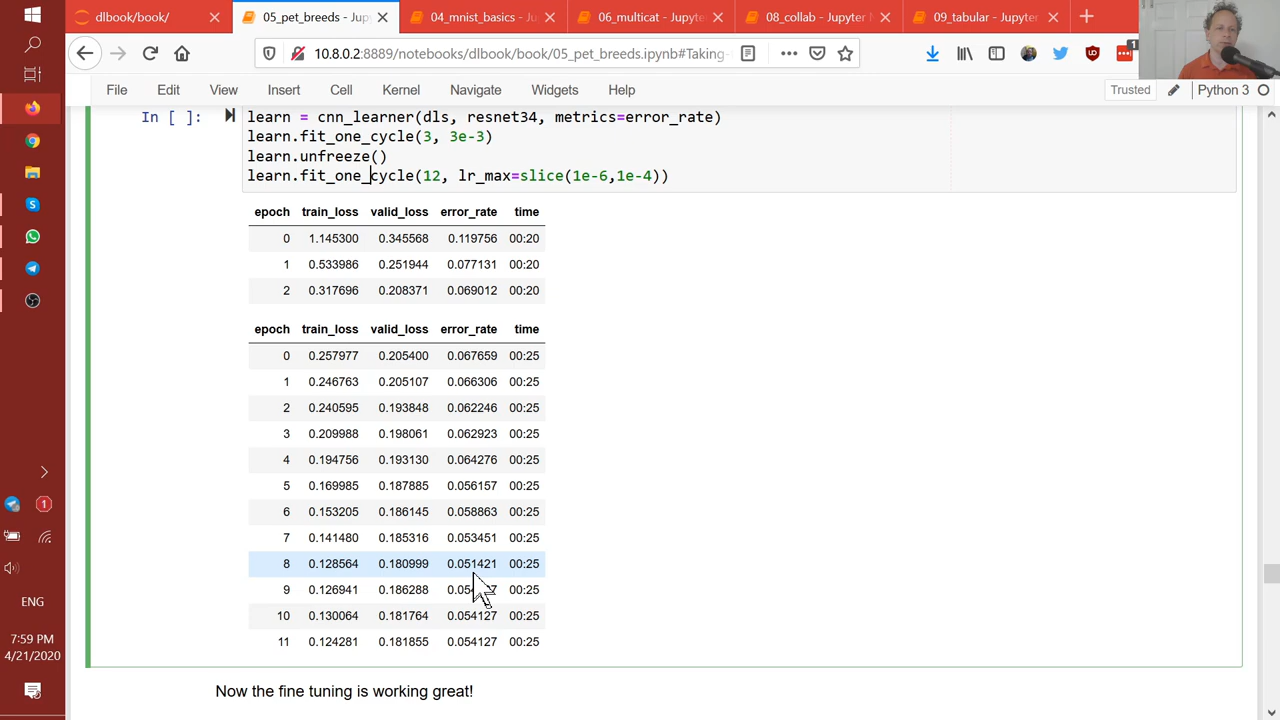 dlbook/book/
05_pet_breeds - Jup
04_mnist_basics - Jup
06_multicat - Jupyte
08_collab - Jupyter
09_tabular - Jupyte
10.8.0.2:8889/notebooks/dlbook/book/05_pet_breeds.ipynb#Taking-
1
File Edit View Insert Cell Kernel Navigate Widgets Help
Trusted
Python 3
In [ ]:
learn = cnn_learner(dls, resnet34, metrics=error_rate)
learn.fit_one_cycle(3, 3e-3)
learn.unfreeze()
learn.fit_one_cycle(12, lr_max=slice(1e-6,1e-4))
epoch train_loss valid_loss error_rate time
0 1.145300 0.345568 0.119756 00:20
1 0.533986 0.251944 0.077131 00:20
2 0.317696 0.208371 0.069012 00:20
epoch train_loss valid_loss error_rate time
0 0.257977 0.205400 0.067659 00:25
1 0.246763 0.205107 0.066306 00:25
2 0.240595 0.193848 0.062246 00:25
3 0.209988 0.198061 0.062923 00:25
4 0.194756 0.193130 0.064276 00:25
5 0.169985 0.187885 0.056157 00:25
6 0.153205 0.186145 0.058863 00:25
7 0.141480 0.185316 0.053451 00:25
8 0.128564 0.180999 0.051421 00:25
9 0.126941 0.186288 00:25
10 0.130064 0.181764 0.054127 00:25
11 0.124281 0.181855 0.054127 00:25
Now the fine tuning is working great!
1
ENG
7:59 PM
4/21/2020